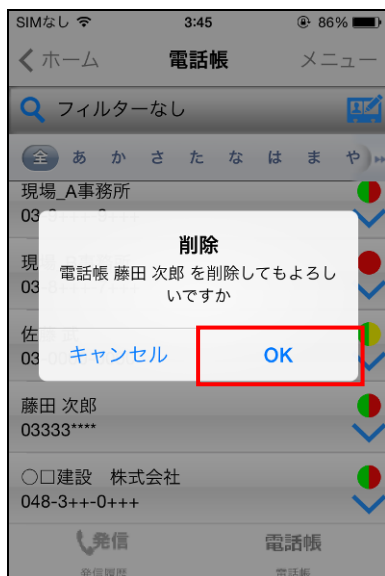 SIMなし 3:45 86%
ホーム 電話帳 メニュー
フィルターなし
全 あ か さ た な は ま や
現場_A事務所
03
削除
電話帳 藤田 次郎 を削除してもよろし
いですか
キャンセル OK
現
03
佐
03
藤田 次郎
03333****
○□建設 株式会社
048-3++-0+++
発信 電話帳
発信履歴 電話帳